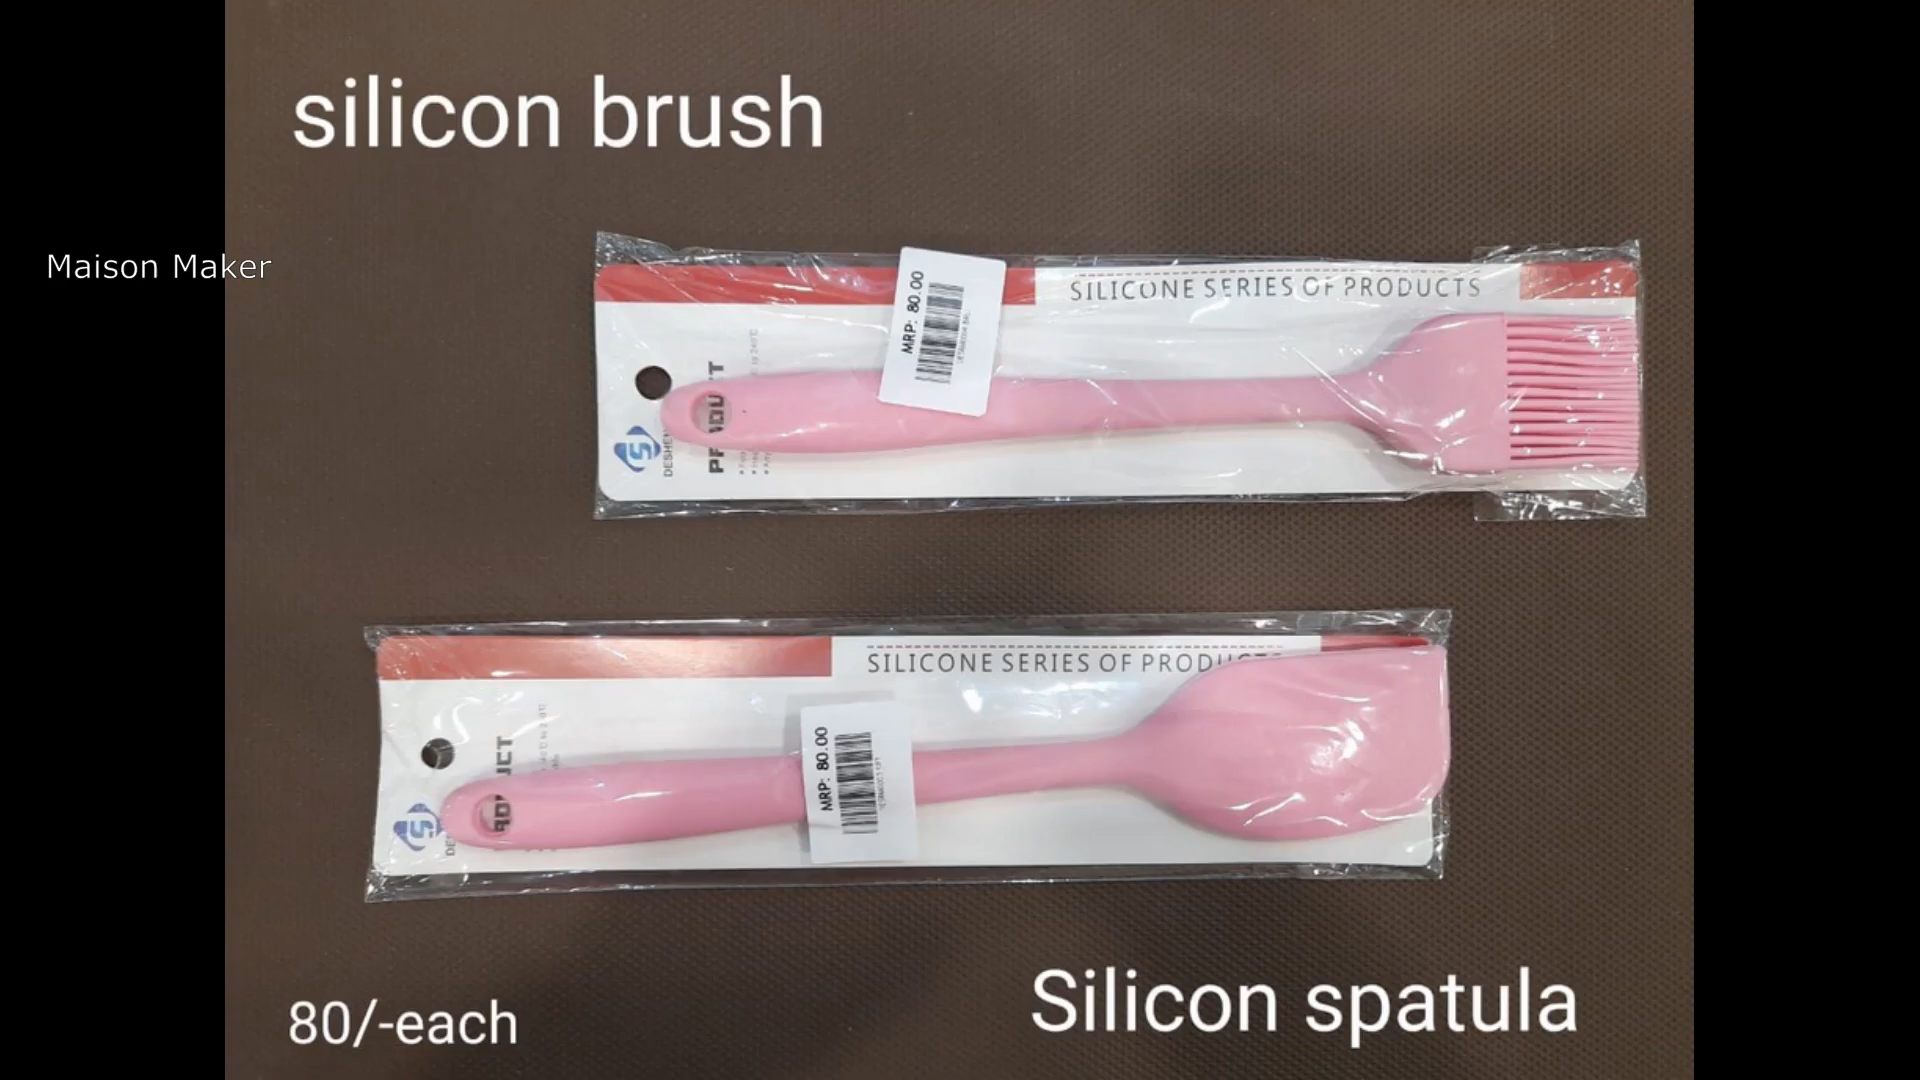 silicon brush
Maison Maker
SILICONE SERIES OF PRODUCTS
MRP: 80.00
SILICONE SERIES OF PRODUCTS
MRP: 80.00
80/-each
Silicon spatula